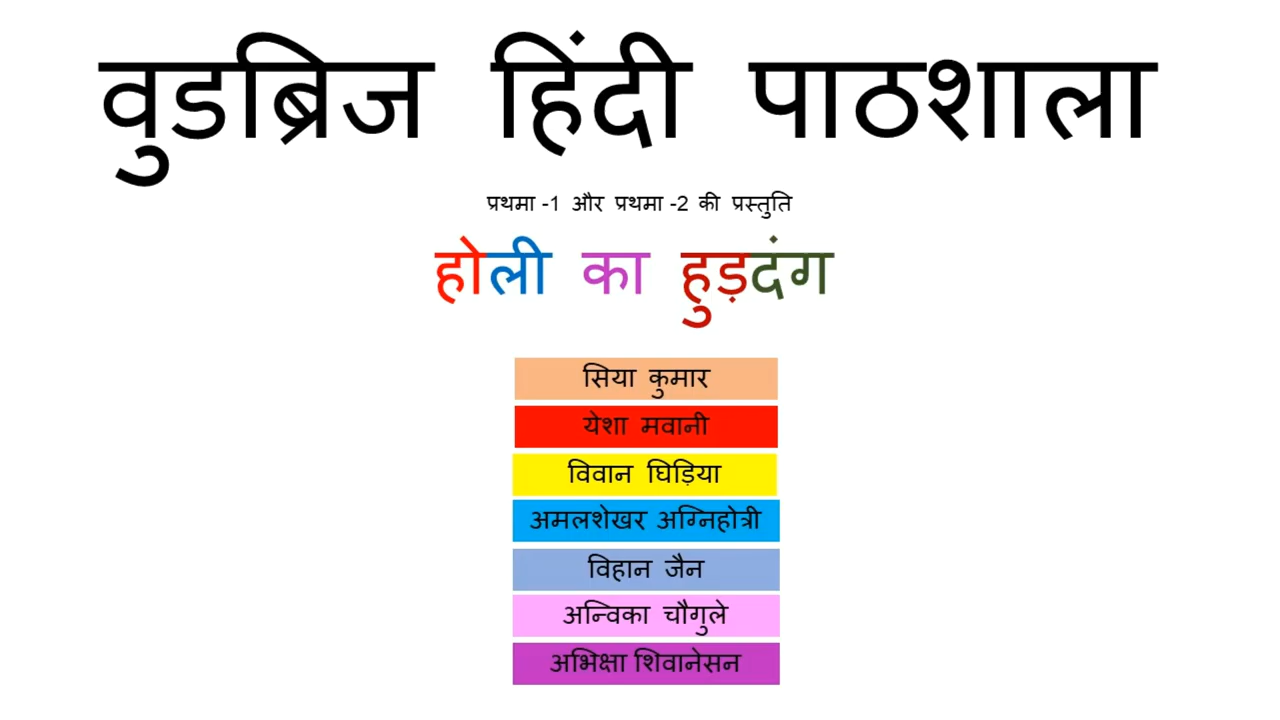 वुडब्रिज हिंदी पाठशाला
प्रथमा -1 और प्रथमा -2 की प्रस्तुति
होली का हुड़दंग
सिया कुमार
येशा मवानी
विवान घिड़िया
अमलशेखर अग्निहोत्री
विहान जैन
अन्विका चौगुले
अभिक्षा शिवानेसन